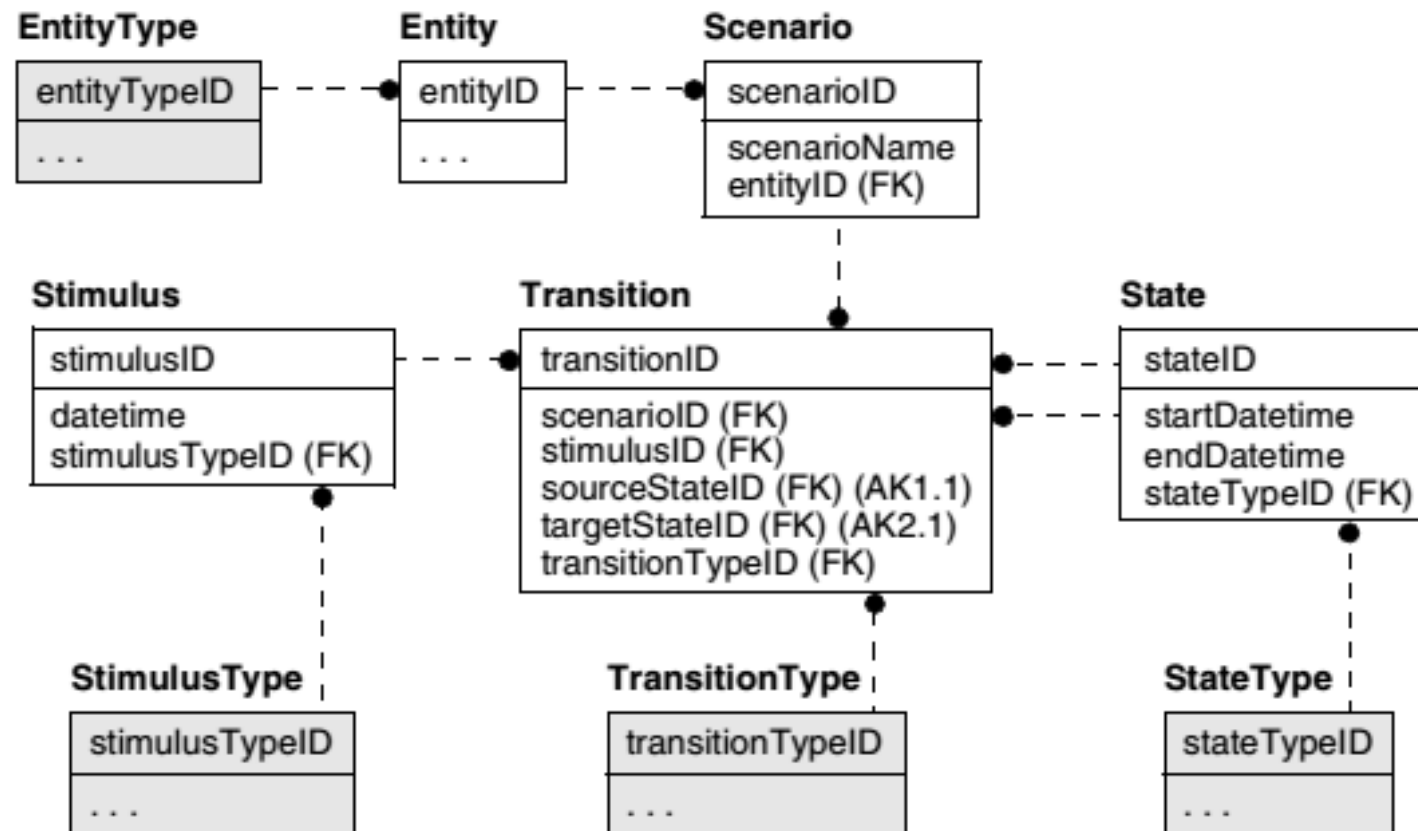 EntityType
entityTypeID
. . .
Entity
entityID
. . .
Scenario
scenarioID
scenarioName
entityID (FK)
Stimulus
stimulusID
datetime
stimulusTypeID (FK)
Transition
transitionID
scenarioID (FK)
stimulusID (FK)
sourceStateID (FK) (AK1.1)
targetStateID (FK) (AK2.1)
transitionTypeID (FK)
State
stateID
startDatetime
endDatetime
stateTypeID (FK)
StimulusType
stimulusTypeID
. . .
TransitionType
transitionTypeID
. . .
StateType
stateTypeID
. . .